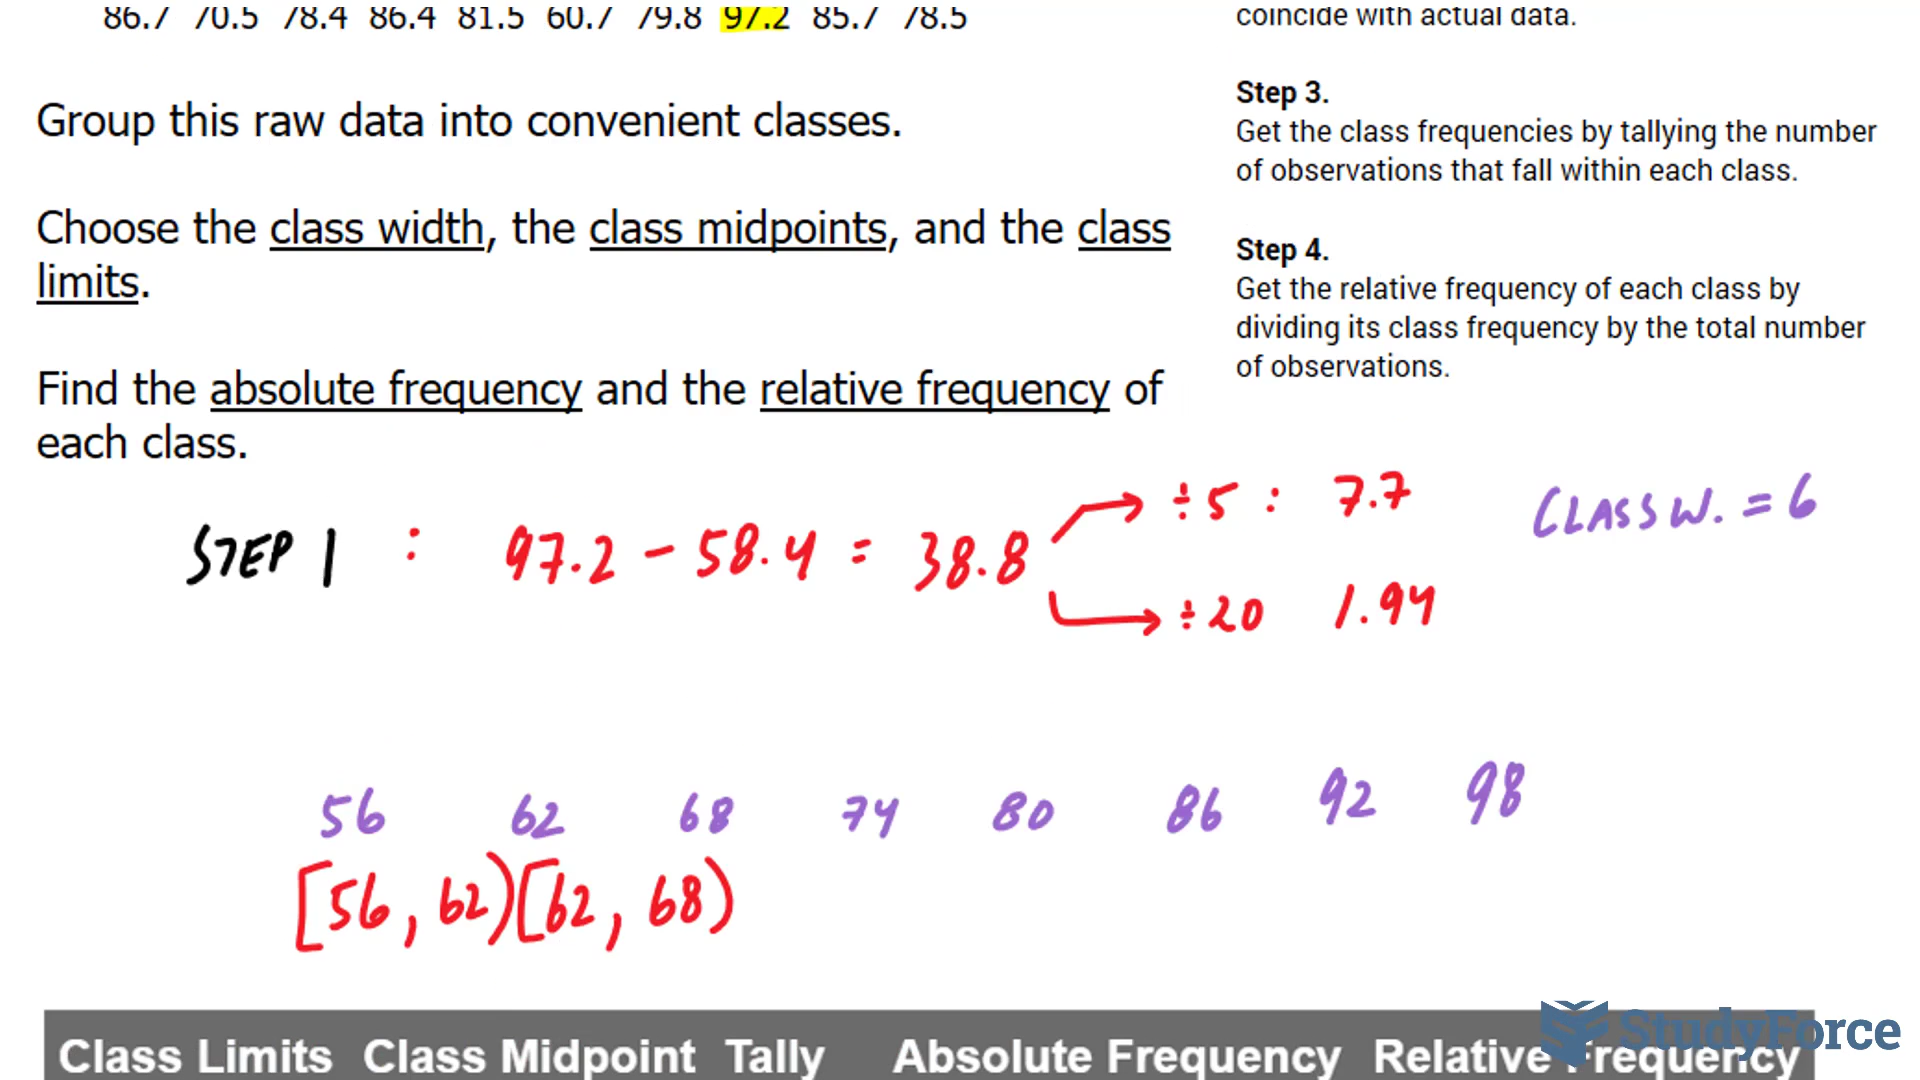 86.7 70.5 78.4 86.4 81.5 60.7 79.8 97.2 85.7 78.5
Group this raw data into convenient classes.
Choose the class width, the class midpoints, and the class
limits.
Find the absolute frequency and the relative frequency of
each class.
coincide with actual data.
Step 3.
Get the class frequencies by tallying the number
of observations that fall within each class.
Step 4.
Get the relative frequency of each class by
dividing its class frequency by the total number
of observations.
STEP 1 : 97.2 - 58.4 = 38.8
÷5 : 7.7
÷20 1.94
CLASS W. = 6
56 62 68 74 80 86 92 98
[56, 62)[62, 68)
Class Limits Class Midpoint Tally Absolute Frequency Relative Frequency
StudyForce